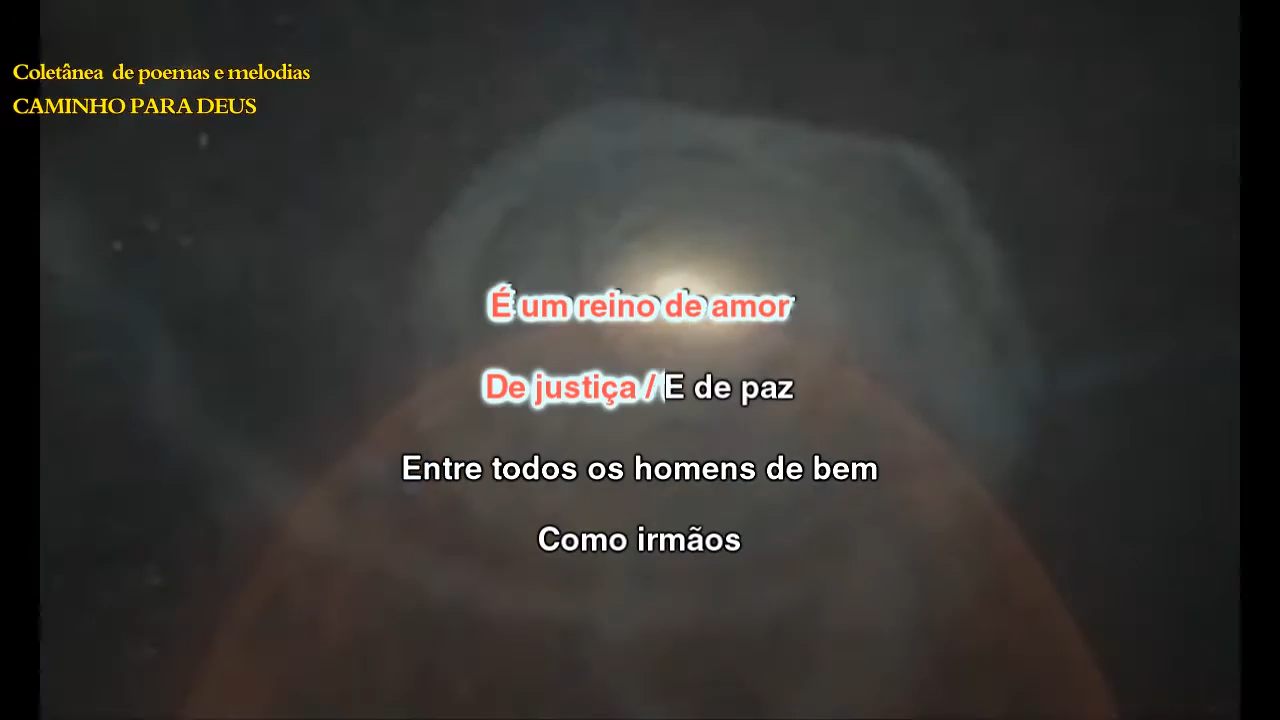 Coletânea de poemas e melodias
CAMINHO PARA DEUS
É um reino de amor
De justiça / E de paz
Entre todos os homens de bem
Como irmãos